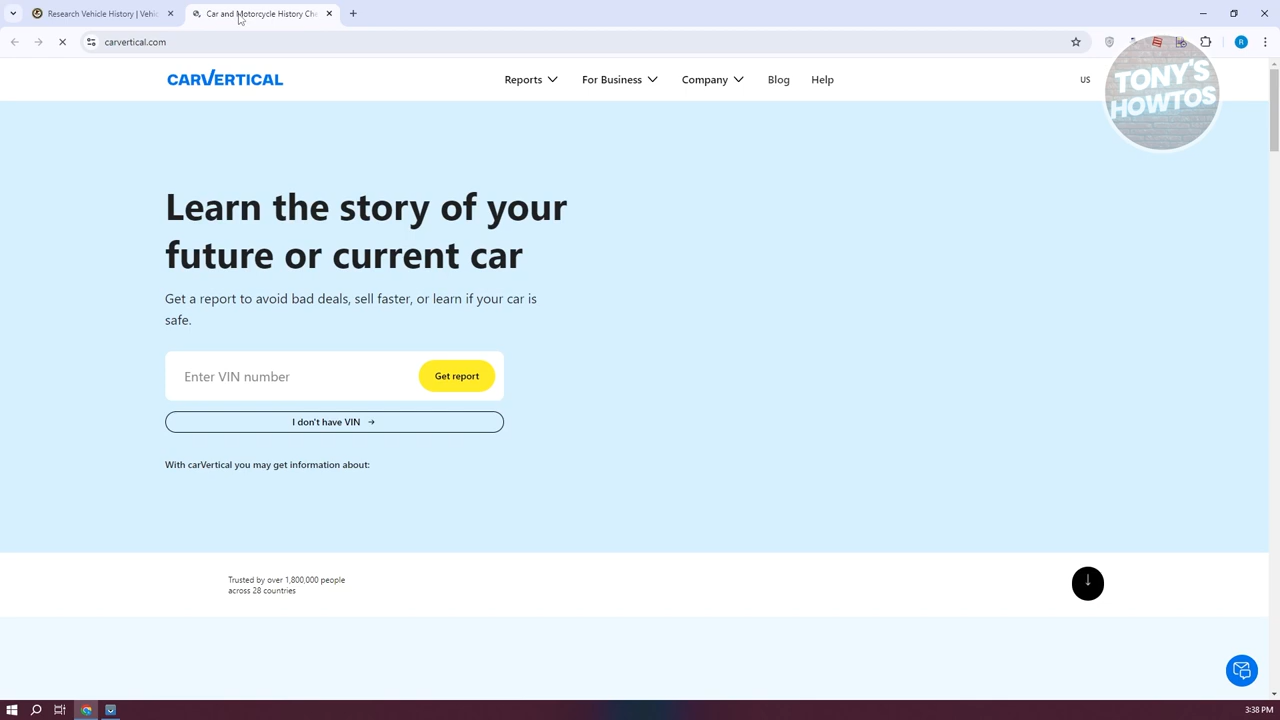 Research Vehicle History | Vehic
Car and Motorcycle History Che
carvertical.com
R
TONY'S HOWTOS
CARVERTICAL
Reports
For Business
Company
Blog
Help
US
Learn the story of your
future or current car
Get a report to avoid bad deals, sell faster, or learn if your car is
safe.
Enter VIN number
Get report
I don't have VIN →
With carVertical you may get information about:
Trusted by over 1,800,000 people
across 28 countries
3:38 PM